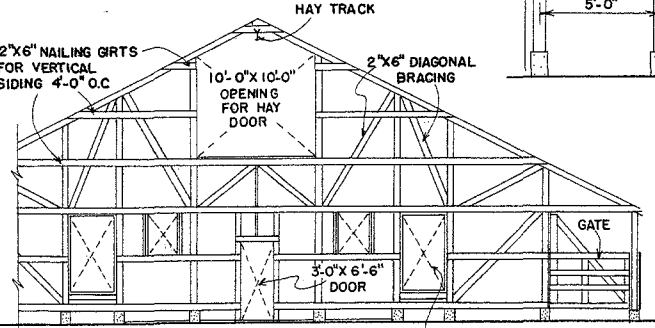 HAY TRACK
5'-0"
2"X6" NAILING GIRTS
FOR VERTICAL
SIDING 4'-0" O.C
10'-0"X 10'-0"
OPENING
FOR HAY
DOOR
2"X6" DIAGONAL
BRACING
GATE
3'-0"X 6'-6"
DOOR